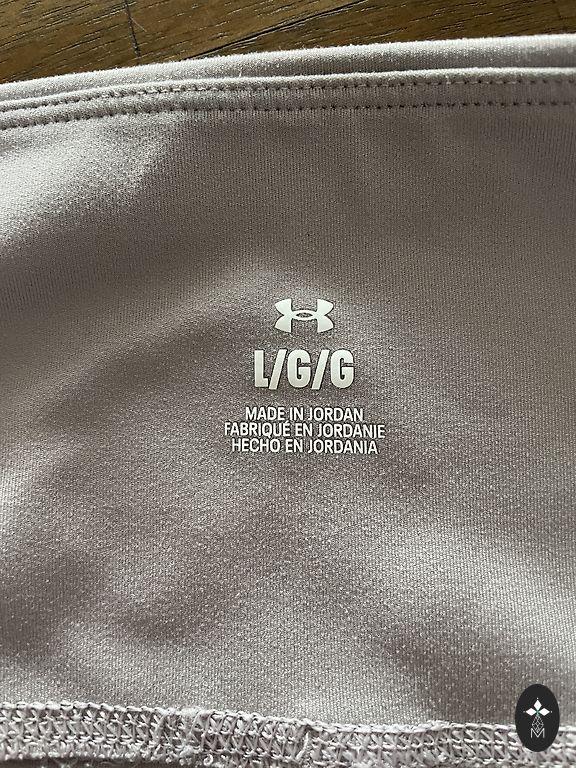 L/G/G
MADE IN JORDAN
FABRIQUÉ EN JORDANIE
HECHO EN JORDANIA